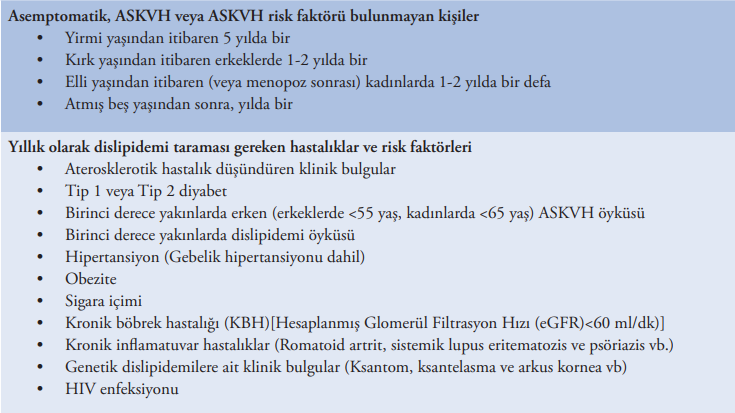 Asemptomatik, ASKVH veya ASKVH risk faktörü bulunmayan kişiler
• Yirmi yaşından itibaren 5 yılda bir
• Kırk yaşından itibaren erkeklerde 1-2 yılda bir
• Elli yaşından itibaren (veya menopoz sonrası) kadınlarda 1-2 yılda bir defa
• Atmış beş yaşından sonra, yılda bir
Yıllık olarak dislipidemi taraması gereken hastalıklar ve risk faktörleri
• Aterosklerotik hastalık düşündüren klinik bulgular
• Tip 1 veya Tip 2 diyabet
• Birinci derece yakınlarda erken (erkeklerde <55 yaş, kadınlarda <65 yaş) ASKVH öyküsü
• Birinci derece yakınlarda dislipidemi öyküsü
• Hipertansiyon (Gebelik hipertansiyonu dahil)
• Obezite
• Sigara içimi
• Kronik böbrek hastalığı (KBH)[Hesaplanmış Glomerül Filtrasyon Hızı (eGFR)<60 ml/dk)]
• Kronik inflamatuvar hastalıklar (Romatoid artrit, sistemik lupus eritematozis ve psöriazis vb.)
• Genetik dislipidemilere ait klinik bulgular (Ksantom, ksantelasma ve arkus kornea vb)
• HIV enfeksiyonu